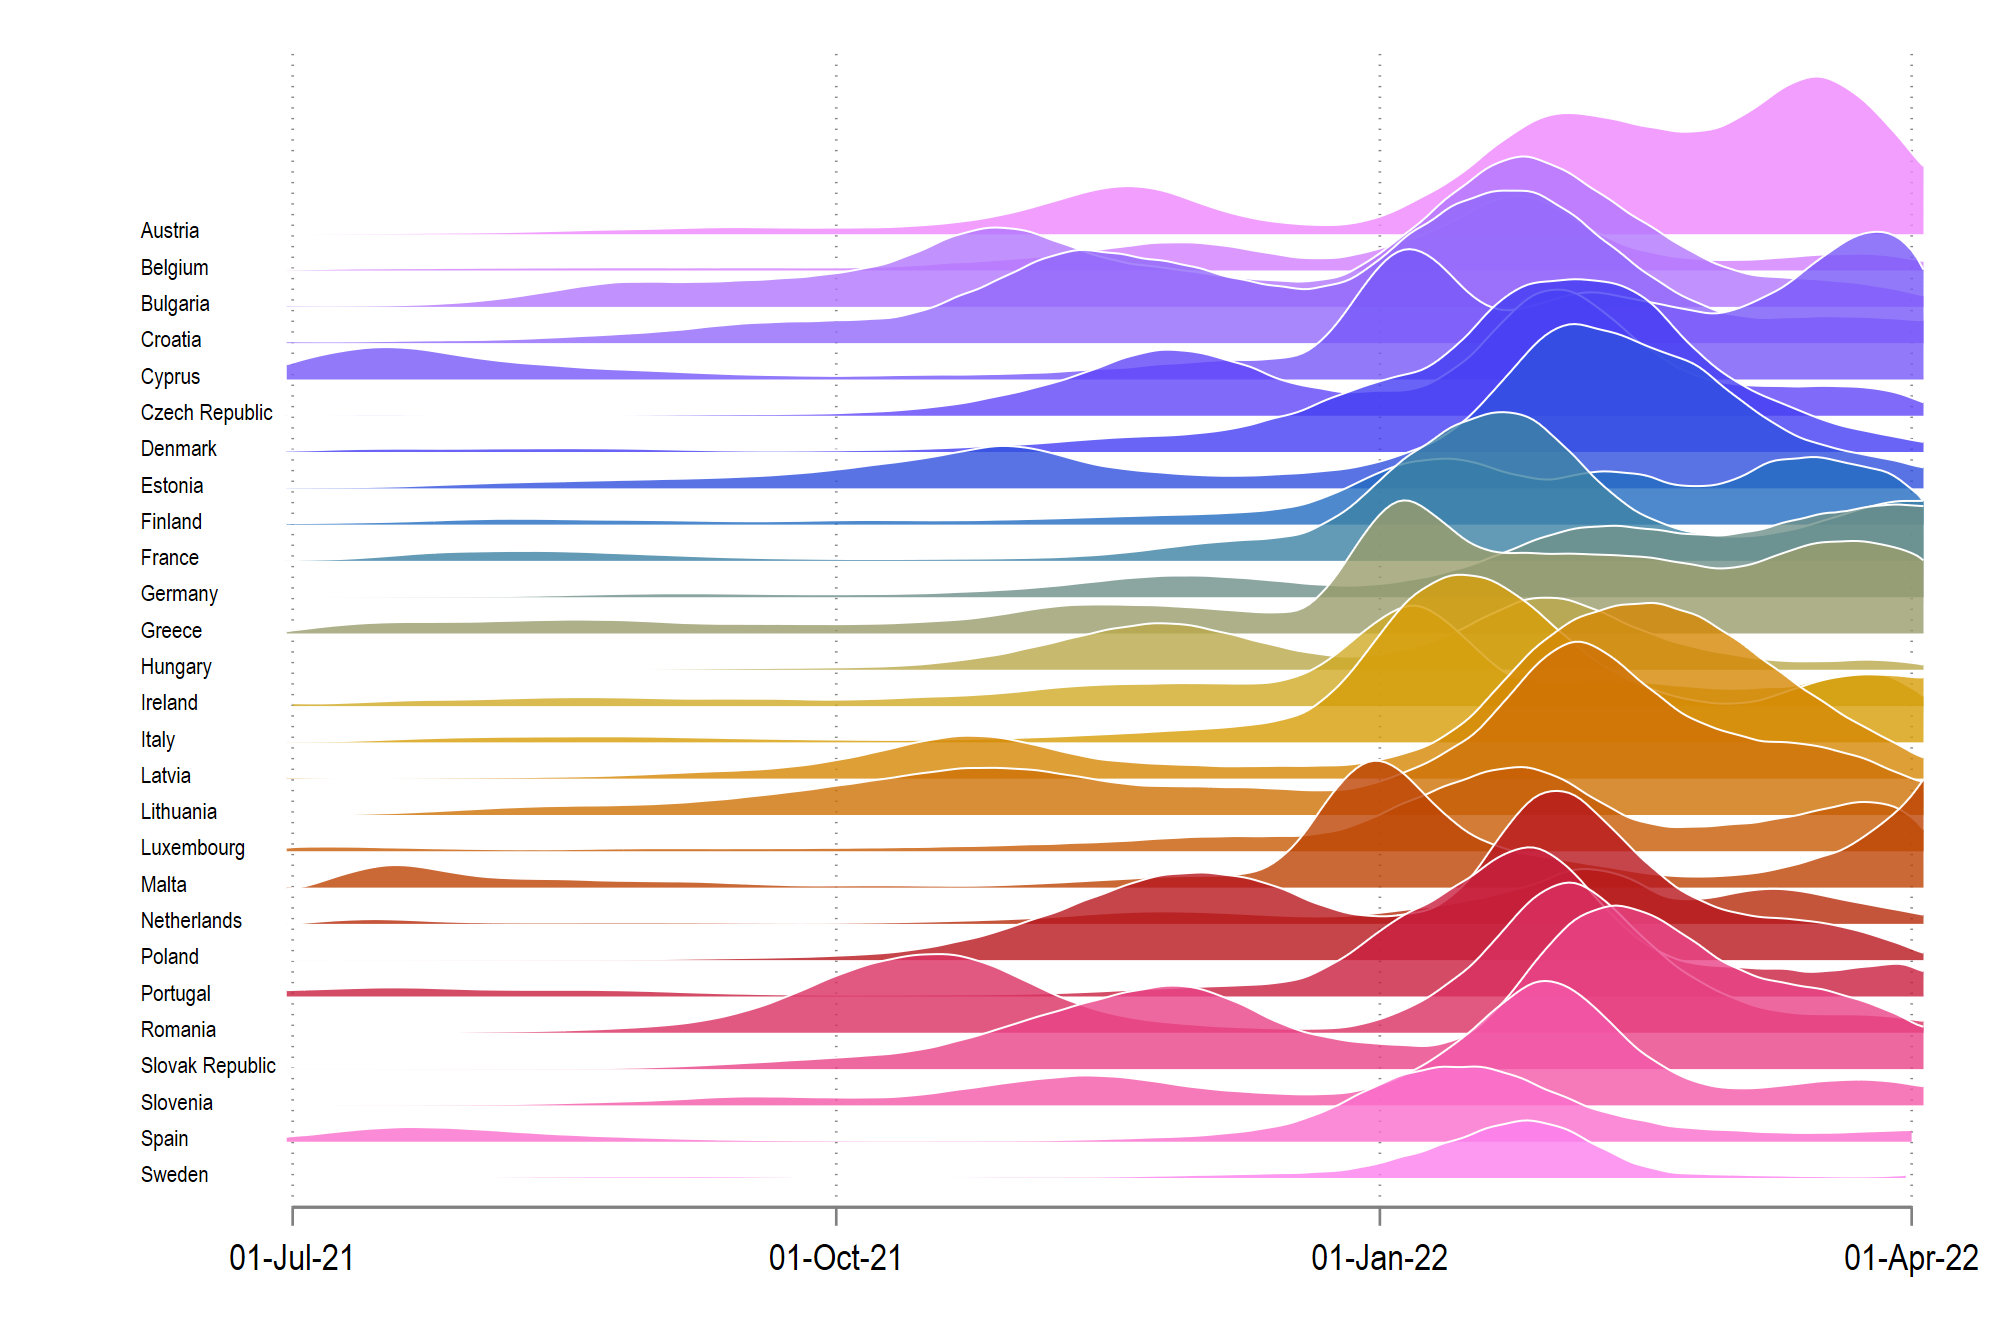 Austria
Belgium
Bulgaria
Croatia
Cyprus
Czech Republic
Denmark
Estonia
Finland
France
Germany
Greece
Hungary
Ireland
Italy
Latvia
Lithuania
Luxembourg
Malta
Netherlands
Poland
Portugal
Romania
Slovak Republic
Slovenia
Spain
Sweden
01-Jul-21 01-Oct-21 01-Jan-22 01-Apr-22